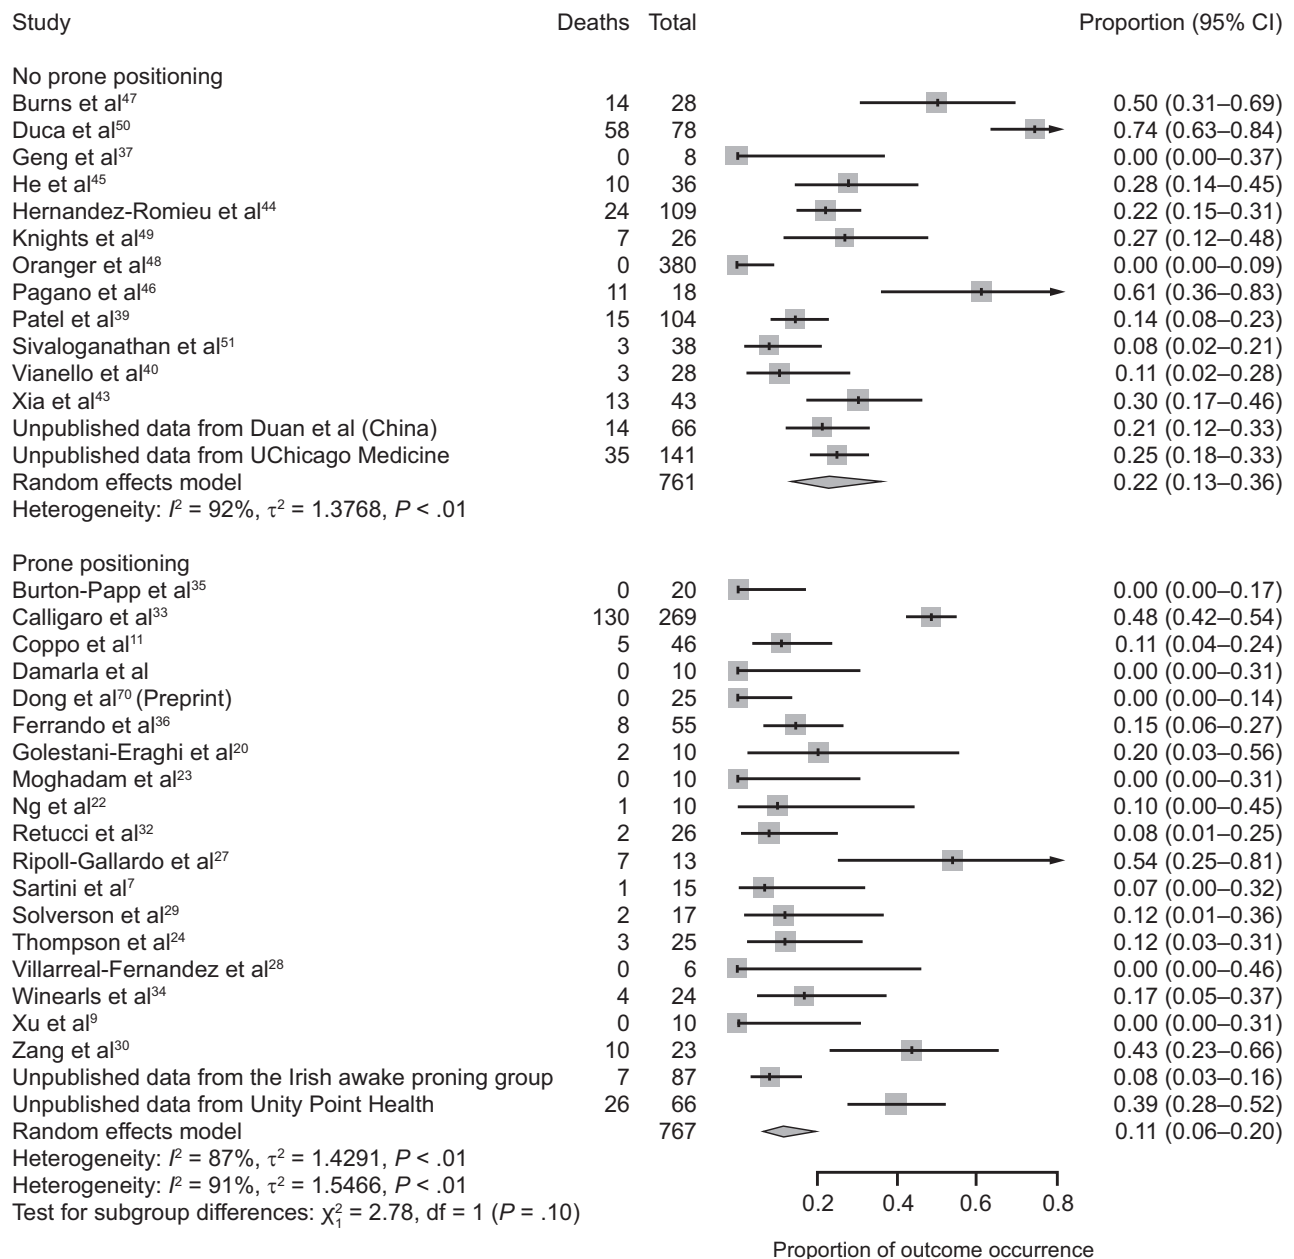 Study Deaths Total Proportion (95% CI)
No prone positioning
Burns et al47 14 28 0.50 (0.31–0.69)
Duca et al50 58 78 0.74 (0.63–0.84)
Geng et al37 0 8 0.00 (0.00–0.37)
He et al45 10 36 0.28 (0.14–0.45)
Hernandez-Romieu et al44 24 109 0.22 (0.15–0.31)
Knights et al49 7 26 0.27 (0.12–0.48)
Oranger et al48 0 380 0.00 (0.00–0.09)
Pagano et al46 11 18 0.61 (0.36–0.83)
Patel et al39 15 104 0.14 (0.08–0.23)
Sivaloganathan et al51 3 38 0.08 (0.02–0.21)
Vianello et al40 3 28 0.11 (0.02–0.28)
Xia et al43 13 43 0.30 (0.17–0.46)
Unpublished data from Duan et al (China) 14 66 0.21 (0.12–0.33)
Unpublished data from UChicago Medicine 35 141 0.25 (0.18–0.33)
Random effects model 761 0.22 (0.13–0.36)
Heterogeneity: I² = 92%, τ² = 1.3768, P < .01
Prone positioning
Burton-Papp et al35 0 20 0.00 (0.00–0.17)
Calligaro et al33 130 269 0.48 (0.42–0.54)
Coppo et al11 5 46 0.11 (0.04–0.24)
Damarla et al 0 10 0.00 (0.00–0.31)
Dong et al70 (Preprint) 0 25 0.00 (0.00–0.14)
Ferrando et al36 8 55 0.15 (0.06–0.27)
Golestani-Eraghi et al20 2 10 0.20 (0.03–0.56)
Moghadam et al23 0 10 0.00 (0.00–0.31)
Ng et al22 1 10 0.10 (0.00–0.45)
Retucci et al32 2 26 0.08 (0.01–0.25)
Ripoll-Gallardo et al27 7 13 0.54 (0.25–0.81)
Sartini et al7 1 15 0.07 (0.00–0.32)
Solverson et al29 2 17 0.12 (0.01–0.36)
Thompson et al24 3 25 0.12 (0.03–0.31)
Villarreal-Fernandez et al28 0 6 0.00 (0.00–0.46)
Winearls et al34 4 24 0.17 (0.05–0.37)
Xu et al9 0 10 0.00 (0.00–0.31)
Zang et al30 10 23 0.43 (0.23–0.66)
Unpublished data from the Irish awake proning group 7 87 0.08 (0.03–0.16)
Unpublished data from Unity Point Health 26 66 0.39 (0.28–0.52)
Random effects model 767 0.11 (0.06–0.20)
Heterogeneity: I² = 87%, τ² = 1.4291, P < .01
Heterogeneity: I² = 91%, τ² = 1.5466, P < .01
Test for subgroup differences: χ²₁ = 2.78, df = 1 (P = .10)
0.2 0.4 0.6 0.8
Proportion of outcome occurrence